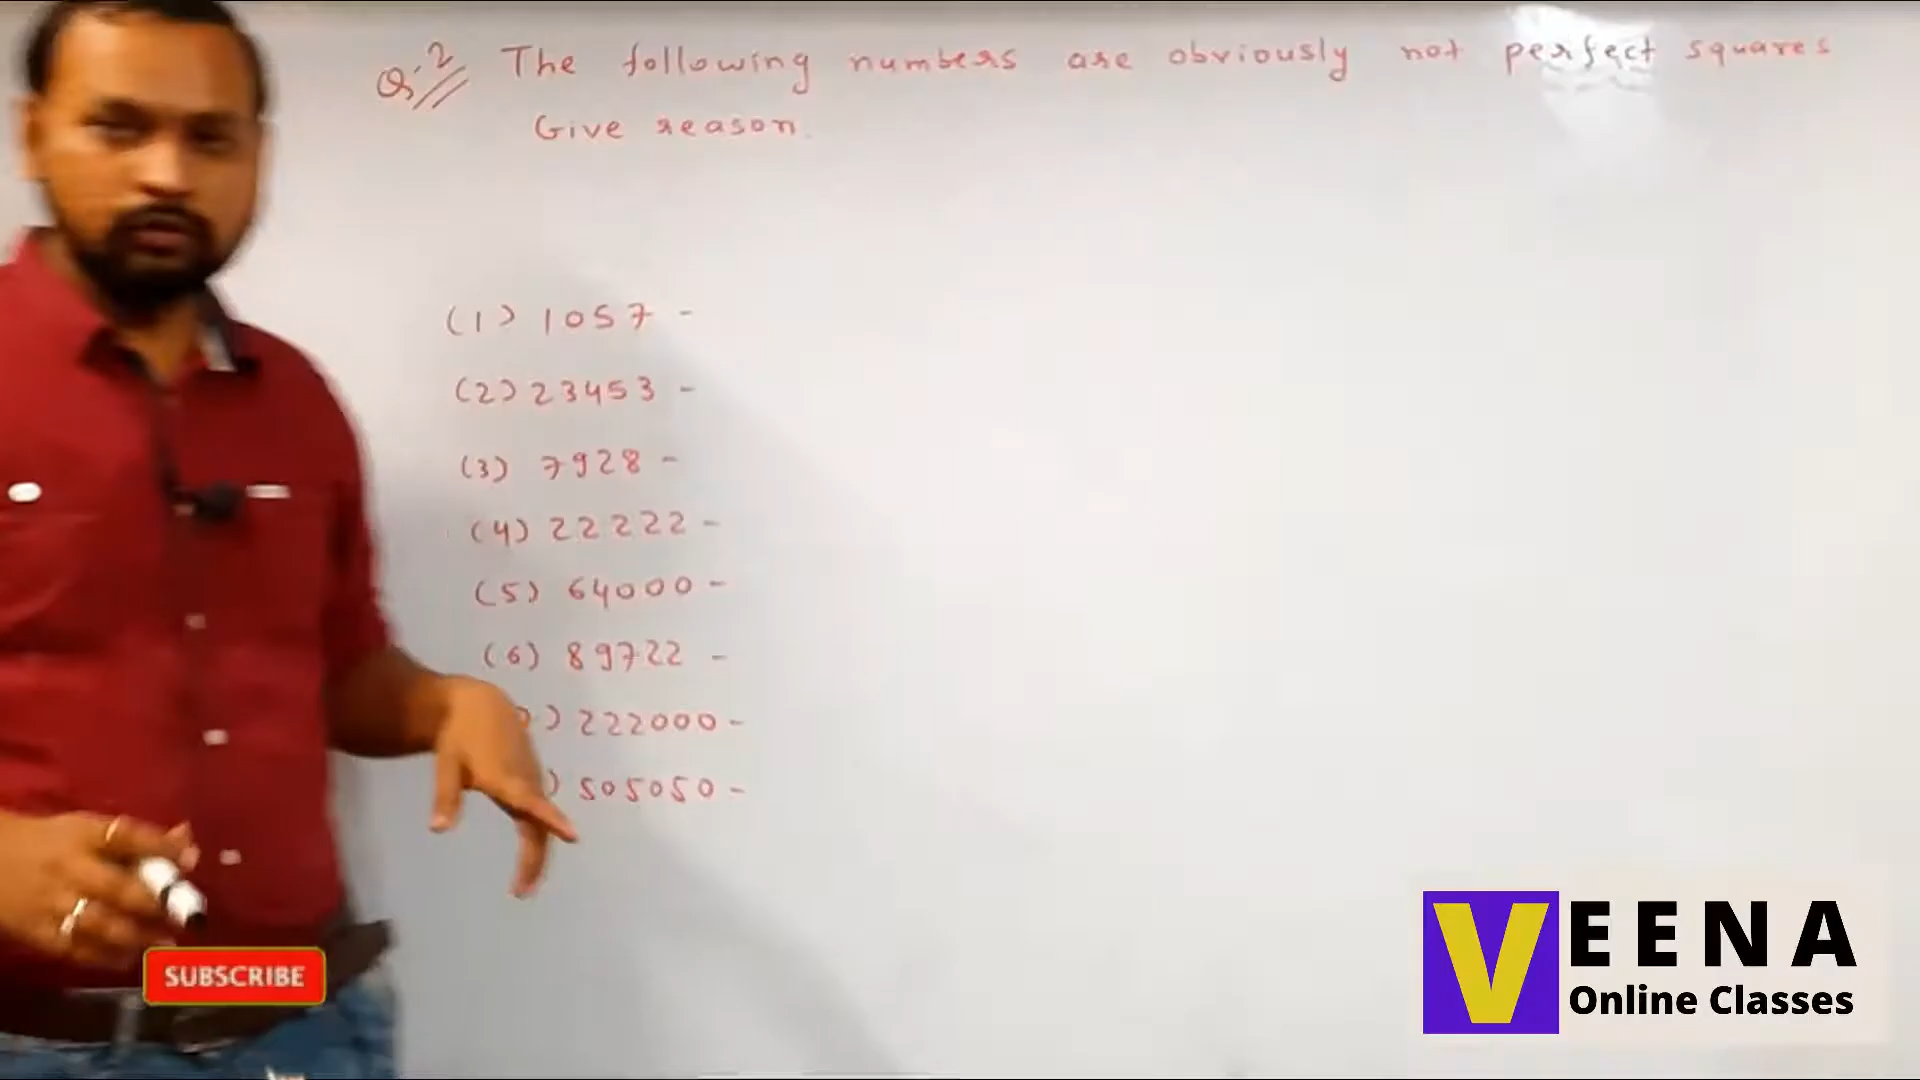 Q.2 The following numbers are obviously not perfect squares
Give reason.
(1) 1057 -
(2) 23453 -
(3) 7928 -
(4) 22222 -
(5) 64000 -
(6) 89722 -
) 222000 -
) 505050 -
SUBSCRIBE
VEENA
Online Classes